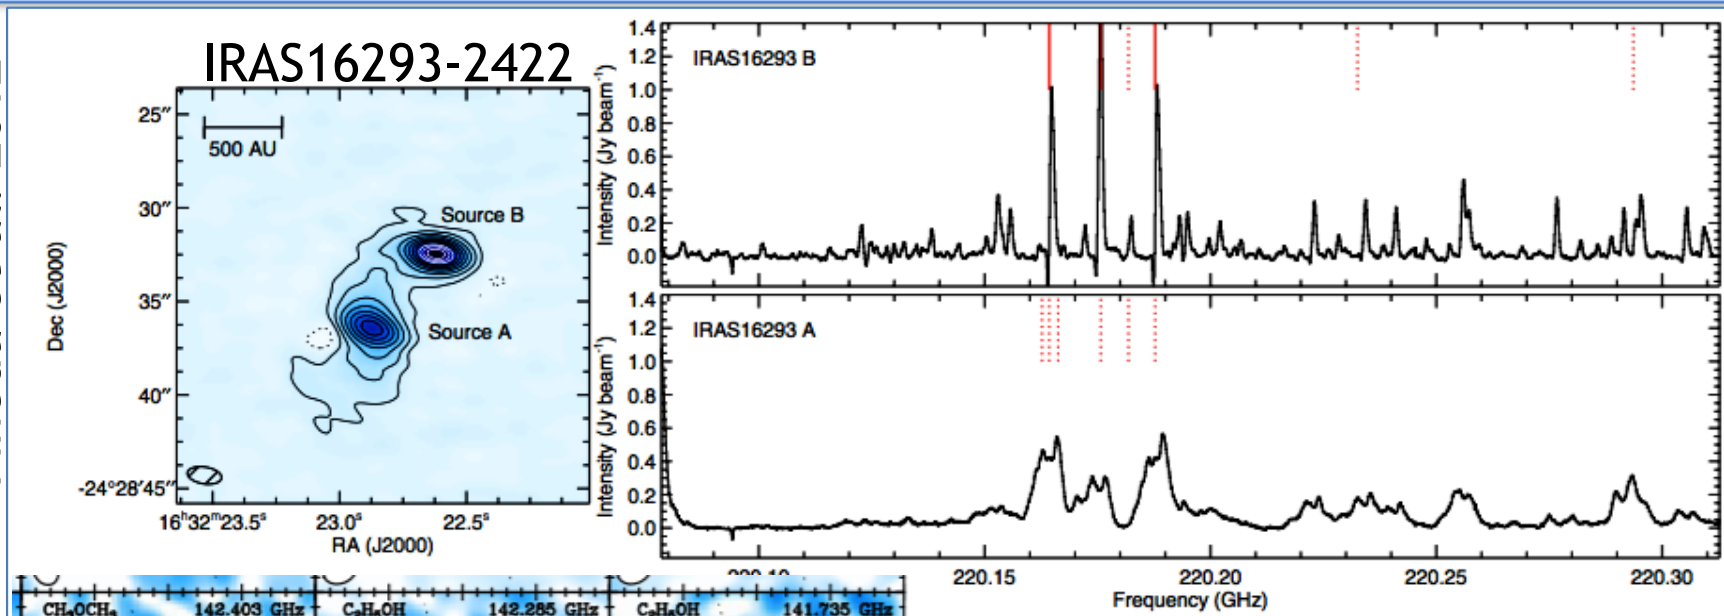 IRAS16293-2422
25″
500 AU
30″
Source B
35″
Source A
40″
-24°28′45″
Dec (J2000)
16ʰ32ᵐ23.5ˢ 23.0ˢ 22.5ˢ
RA (J2000)
IRAS16293 B
1.4
1.2
1.0
0.8
0.6
0.4
0.2
0.0
Intensity (Jy beam⁻¹)
IRAS16293 A
1.4
1.2
1.0
0.8
0.6
0.4
0.2
0.0
Intensity (Jy beam⁻¹)
220.15 220.20 220.25 220.30
Frequency (GHz)
CH₃OCH₃ 142.403 GHz
C₂H₅OH 142.285 GHz
C₂H₅OH 141.735 GHz